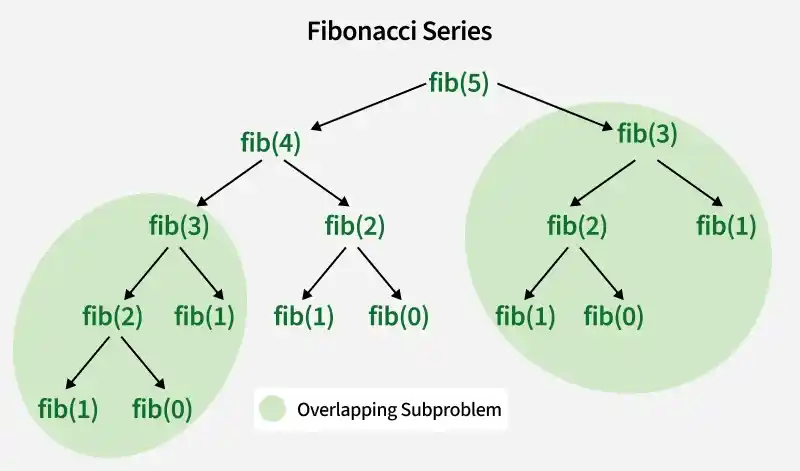 Fibonacci Series
fib(5)
fib(4) fib(3)
fib(3) fib(2) fib(2) fib(1)
fib(2) fib(1) fib(1) fib(0) fib(1) fib(0)
fib(1) fib(0)
Overlapping Subproblem